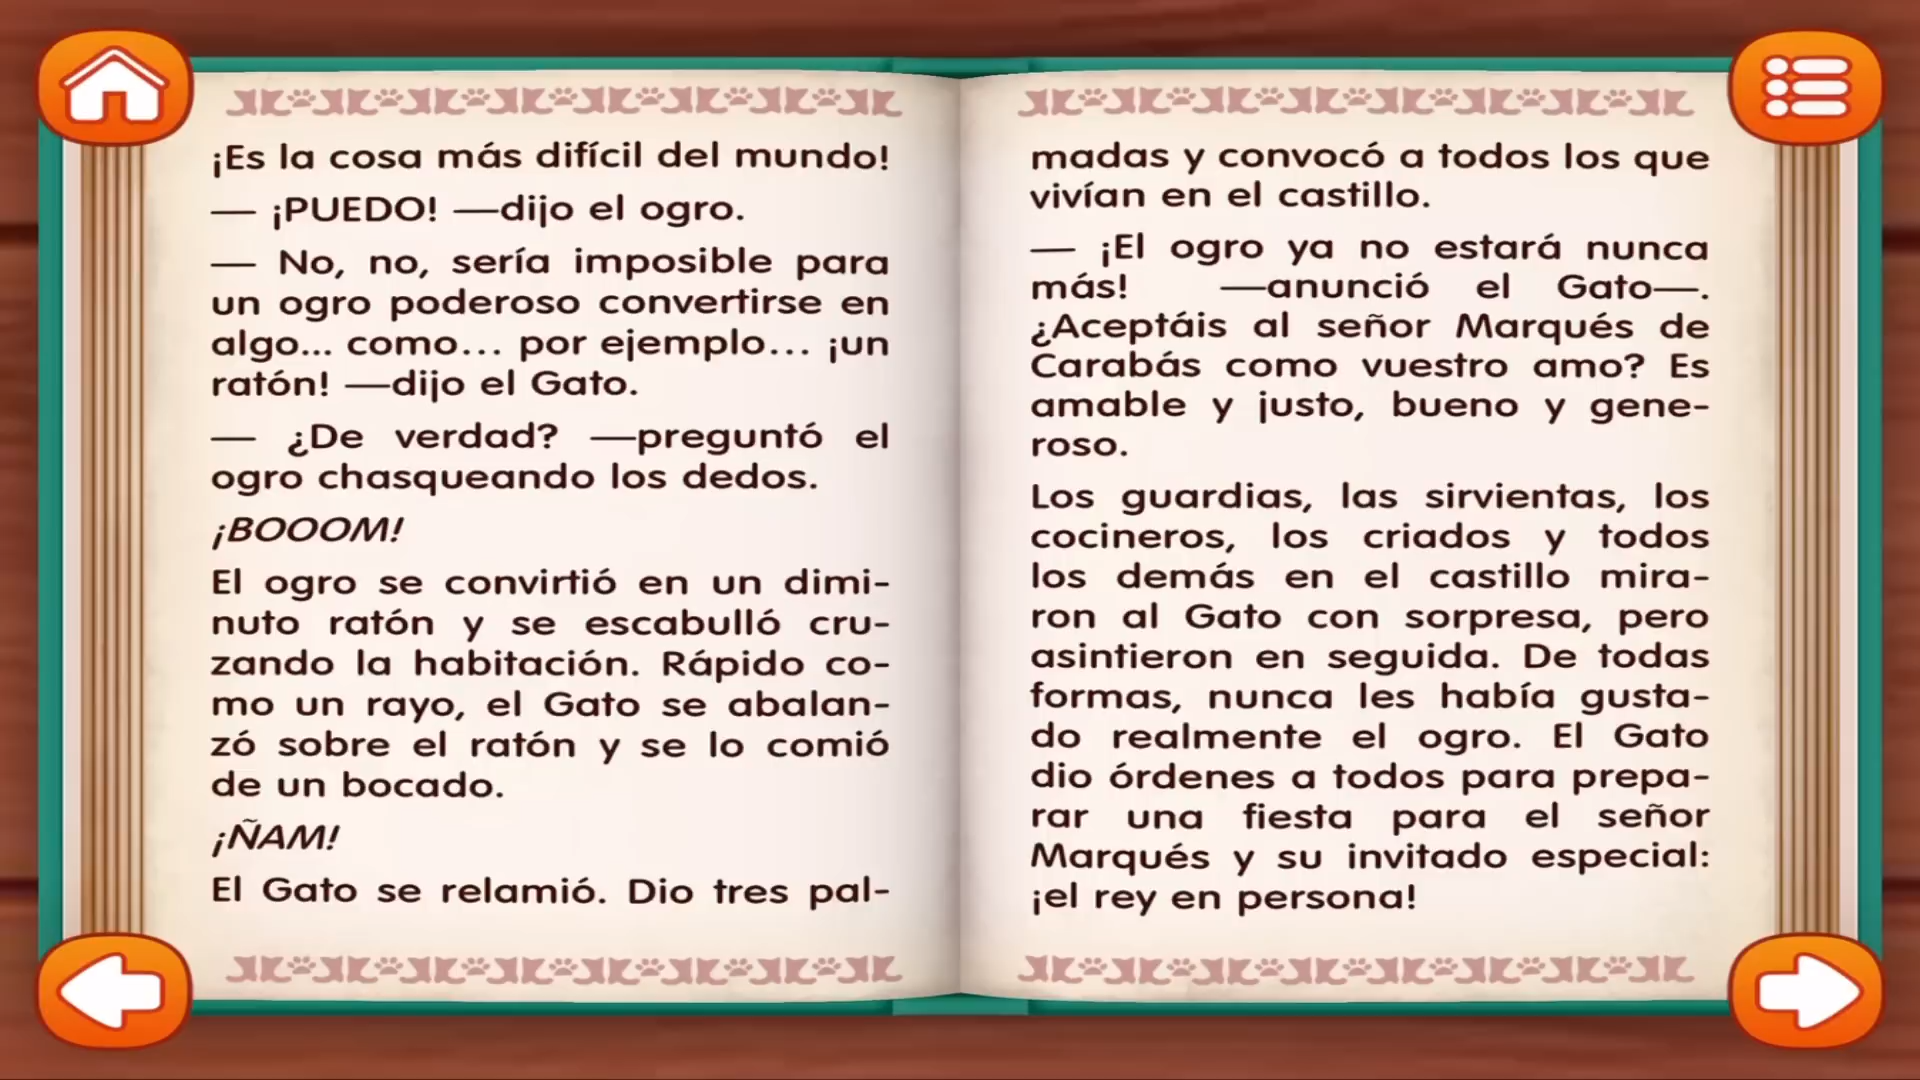 ¡Es la cosa más difícil del mundo!
— ¡PUEDO! —dijo el ogro.
— No, no, sería imposible para
un ogro poderoso convertirse en
algo... como... por ejemplo... ¡un
ratón! —dijo el Gato.
— ¿De verdad? —preguntó el
ogro chasqueando los dedos.
¡BOOOM!
El ogro se convirtió en un dimi-
nuto ratón y se escabulló cru-
zando la habitación. Rápido co-
mo un rayo, el Gato se abalan-
zó sobre el ratón y se lo comió
de un bocado.
¡ÑAM!
El Gato se relamió. Dio tres pal-
madas y convocó a todos los que
vivían en el castillo.
— ¡El ogro ya no estará nunca
más! —anunció el Gato—.
¿Aceptáis al señor Marqués de
Carabás como vuestro amo? Es
amable y justo, bueno y gene-
roso.
Los guardias, las sirvientas, los
cocineros, los criados y todos
los demás en el castillo mira-
ron al Gato con sorpresa, pero
asintieron en seguida. De todas
formas, nunca les había gusta-
do realmente el ogro. El Gato
dio órdenes a todos para prepa-
rar una fiesta para el señor
Marqués y su invitado especial:
¡el rey en persona!